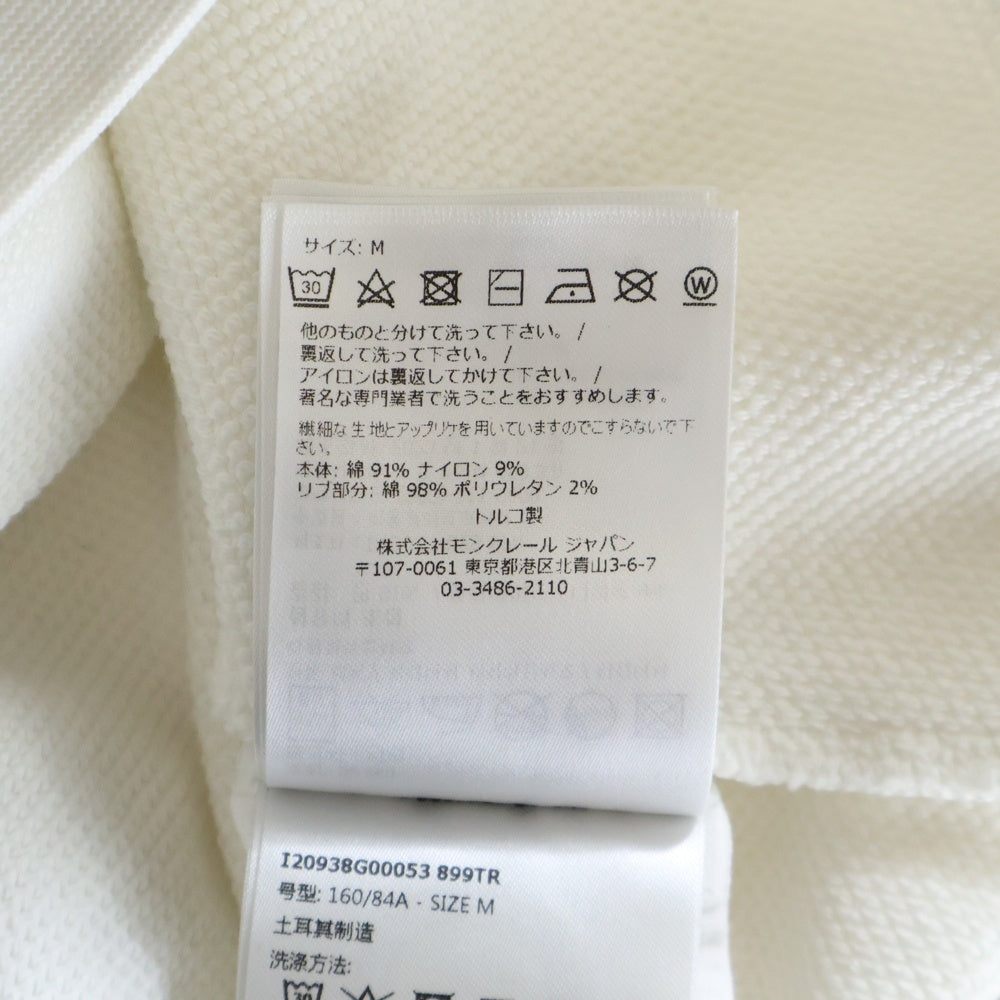 サイズ: M
30
W
他のものと分けて洗って下さい。 /
裏返して洗って下さい。 /
アイロンは裏返してかけて下さい。 /
著名な専門業者で洗うことをおすすめします。
繊細な生地とアップリケを用いていますのでこすらないで下
さい。
本体: 綿 91% ナイロン 9%
リブ部分: 綿 98% ポリウレタン 2%
トルコ製
株式会社モンクレール ジャパン
〒107-0061 東京都港区北青山3-6-7
03-3486-2110
I20938G00053 899TR
号型: 160/84A - SIZE M
土耳其制造
洗涤方法:
30